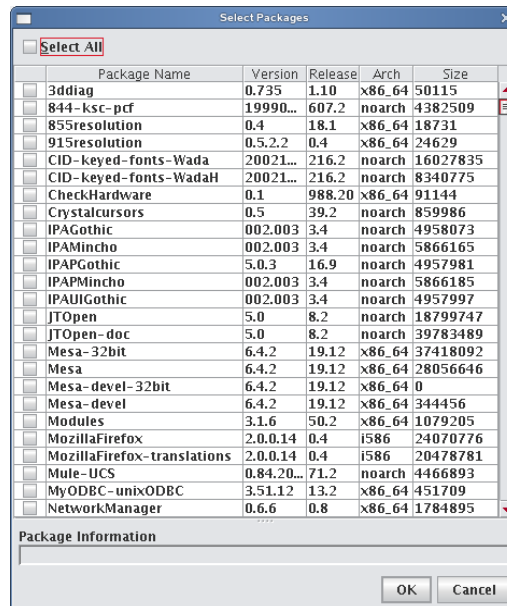 Select Packages
Select All
Package Name Version Release Arch Size
3ddiag 0.735 1.10 x86_64 50115
844-ksc-pcf 19990... 607.2 noarch 4382509
855resolution 0.4 18.1 x86_64 18731
915resolution 0.5.2.2 0.4 x86_64 24629
CID-keyed-fonts-Wada 20021... 216.2 noarch 16027835
CID-keyed-fonts-WadaH 20021... 216.2 noarch 8340775
CheckHardware 0.1 988.20 x86_64 91144
Crystalcursors 0.5 39.2 noarch 859986
IPAGothic 002.003 3.4 noarch 4958073
IPAMincho 002.003 3.4 noarch 5866165
IPAPGothic 5.0.3 16.9 noarch 4957981
IPAPMincho 002.003 3.4 noarch 5866185
IPAUIGothic 002.003 3.4 noarch 4957997
JTOpen 5.0 8.2 noarch 18799747
JTOpen-doc 5.0 8.2 noarch 39783489
Mesa-32bit 6.4.2 19.12 x86_64 37418092
Mesa 6.4.2 19.12 x86_64 28056646
Mesa-devel-32bit 6.4.2 19.12 x86_64 0
Mesa-devel 6.4.2 19.12 x86_64 344456
Modules 3.1.6 50.2 x86_64 1079205
MozillaFirefox 2.0.0.14 0.4 i586 24070776
MozillaFirefox-translations 2.0.0.14 0.4 i586 20478781
Mule-UCS 0.84.20... 71.2 noarch 4466893
MyODBC-unixODBC 3.51.12 13.2 x86_64 451709
NetworkManager 0.6.6 0.8 x86_64 1784895
Package Information
OK Cancel